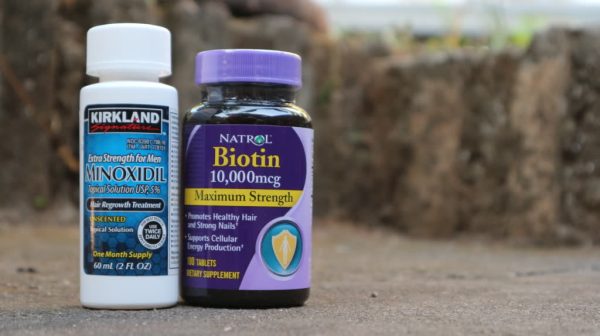 KIRKLAND
Signature
Extra Strength for Men
MINOXIDIL
Topical Solution USP, 5%
Hair Regrowth Treatment
UNSCENTED
Topical Solution
USE
TWICE
DAILY
One Month Supply
60 mL (2 FL OZ)
NATROL
Biotin
10,000mcg
Maximum Strength
• Promotes Healthy Hair
and Strong Nails‡
• Supports Cellular
Energy Production‡
100 TABLETS
DIETARY SUPPLEMENT